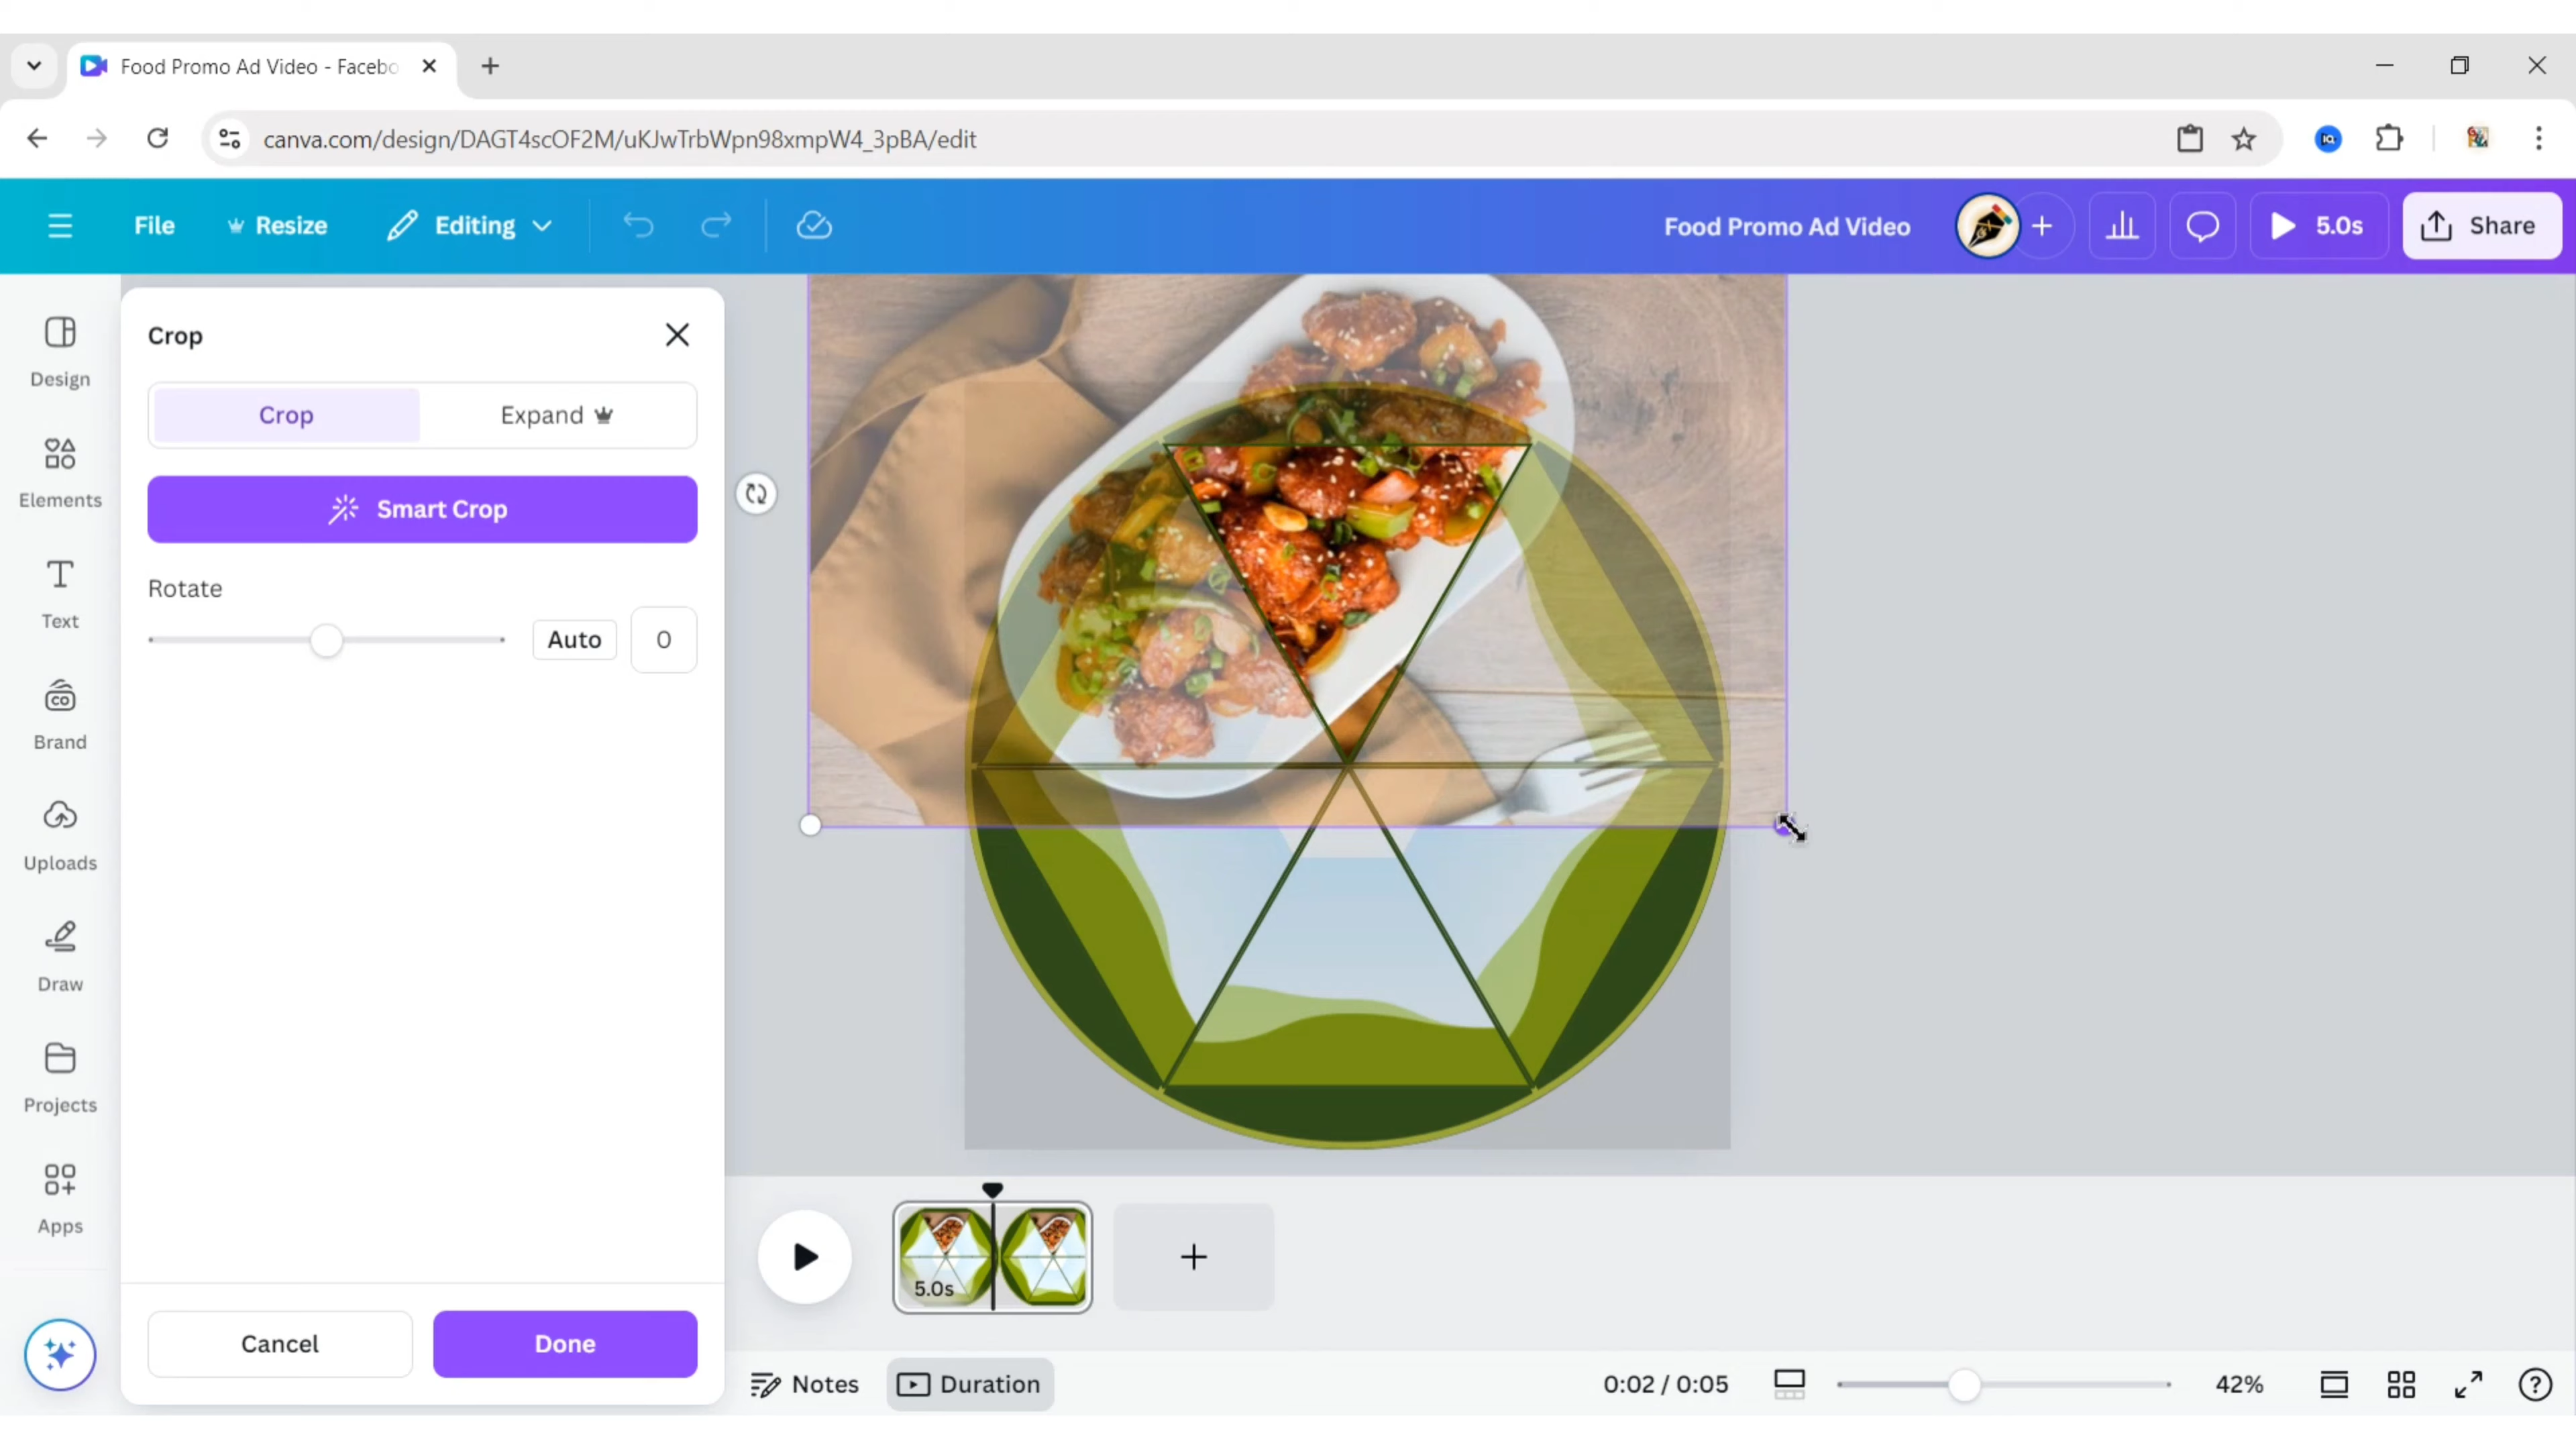 Food Promo Ad Video - Facebo
canva.com/design/DAGT4scOF2M/uKJwTrbWpn98xmpW4_3pBA/edit
File
Resize
Editing
Food Promo Ad Video
5.0s
Share
Design
Elements
Text
Brand
Uploads
Draw
Projects
Apps
Crop
Crop
Expand
Smart Crop
Rotate
Auto
0
Cancel
Done
5.0s
Notes
Duration
0:02 / 0:05
42%